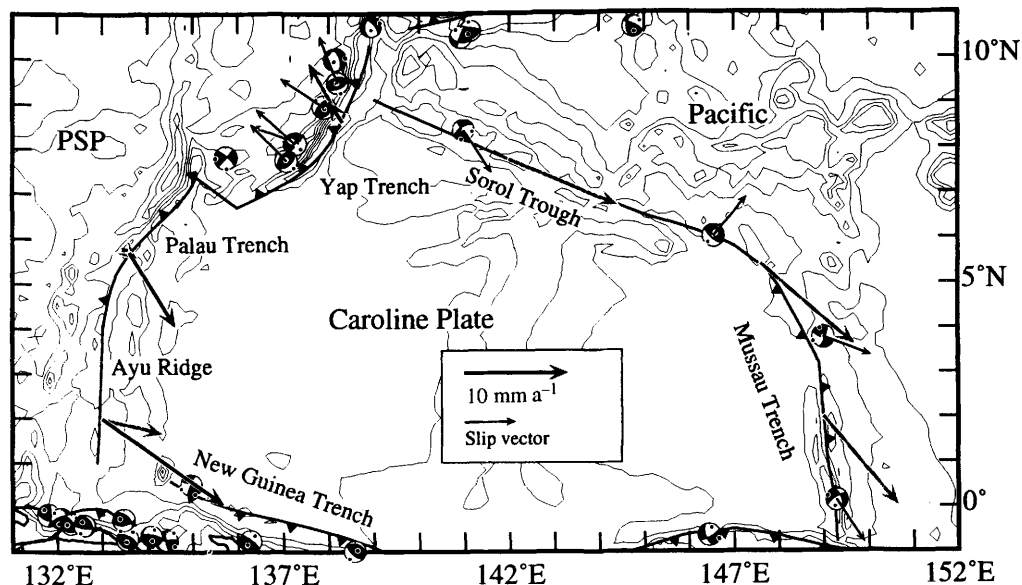 10°N
PSP
Pacific
Yap Trench
Sorol Trough
Palau Trench
5°N
Caroline Plate
Ayu Ridge
Mussau Trench
10 mm a⁻¹
Slip vector
New Guinea Trench
0°
132°E
137°E
142°E
147°E
152°E